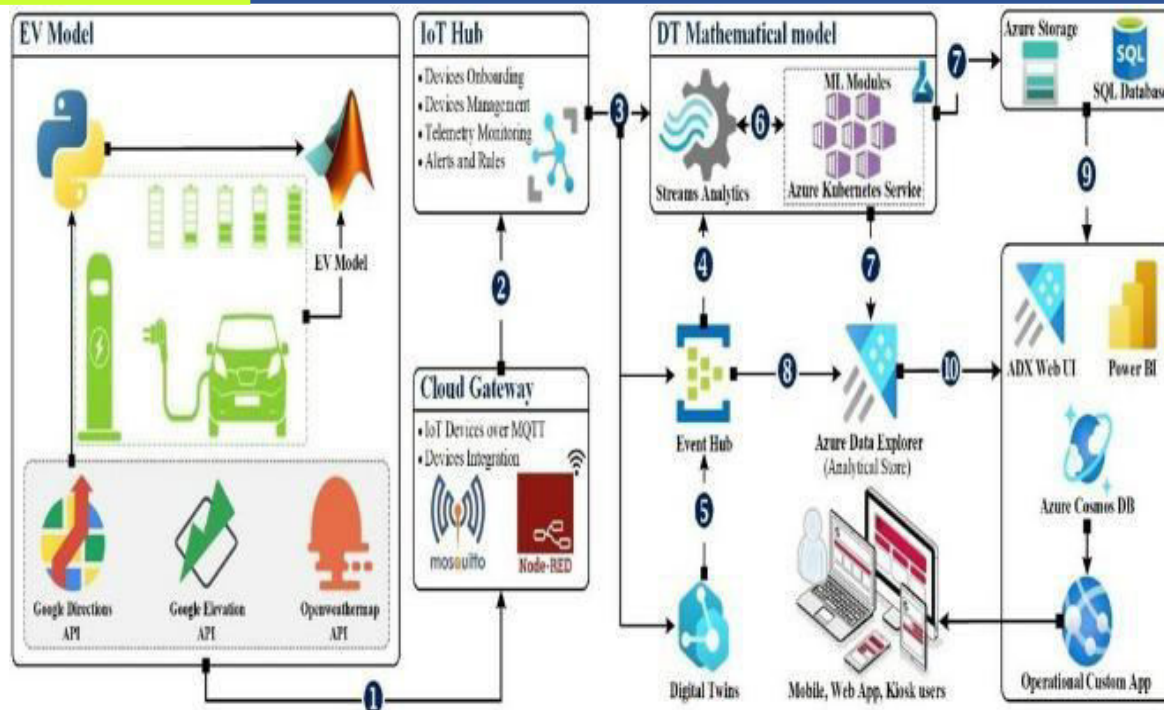 EV Model
EV Model
Google Directions
API
Google Elevation
API
Openweathermap
API
1
IoT Hub
• Devices Onboarding
• Devices Management
• Telemetry Monitoring
• Alerts and Rules
2
Cloud Gateway
• IoT Devices over MQTT
• Devices Integration
mosquitto
Node-RED
3
DT Mathematical model
Streams Analytics
6
ML Modules
Azure Kubernetes Service
7
Azure Storage
SQL
SQL Database
4
7
9
Event Hub
8
Azure Data Explorer
(Analytical Store)
10
ADX Web UI
Power BI
5
Azure Cosmos DB
Digital Twins
Mobile, Web App, Kiosk users
Operational Custom App